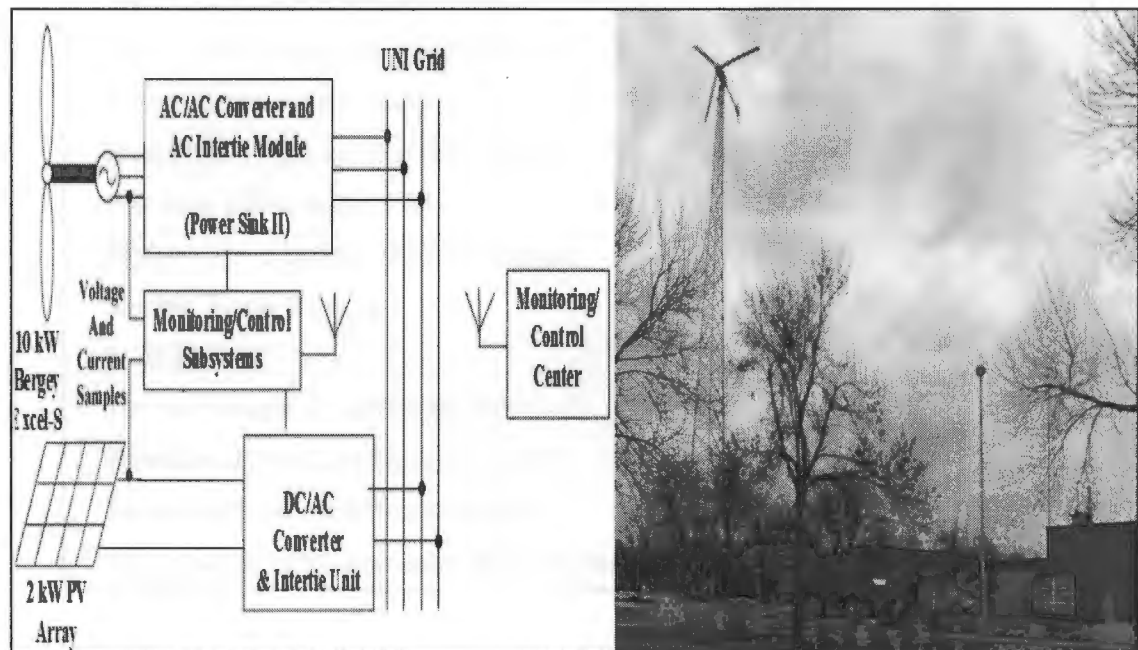 UNI Grid
AC/AC Converter and
AC Intertie Module
(Power Sink II)
Voltage
And
Current
Samples
Monitoring/Control
Subsystems
Monitoring/
Control
Center
10 kW
Bergey
Excel-S
DC/AC
Converter
& Intertie Unit
2 kW PV
Array